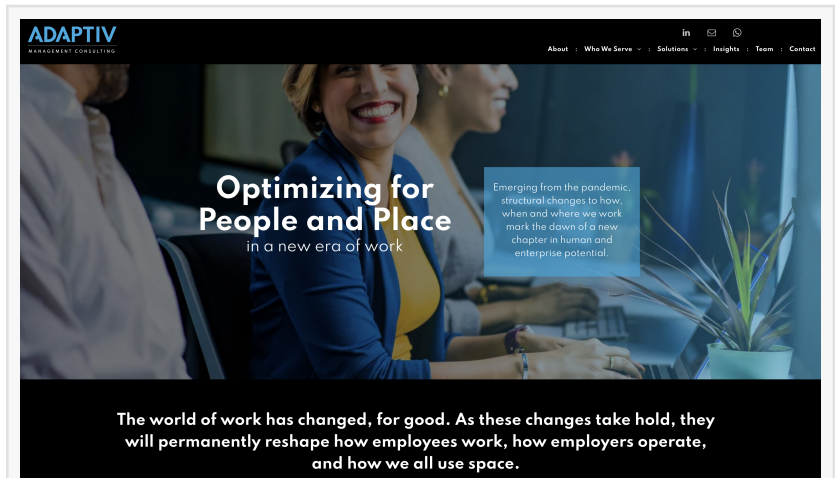 ADAPTIV
MANAGEMENT CONSULTING
in
About : Who We Serve : Solutions : Insights : Team : Contact
Optimizing for
People and Place
in a new era of work
Emerging from the pandemic,
structural changes to how,
when and where we work
mark the dawn of a new
chapter in human and
enterprise potential.
The world of work has changed, for good. As these changes take hold, they
will permanently reshape how employees work, how employers operate,
and how we all use space.